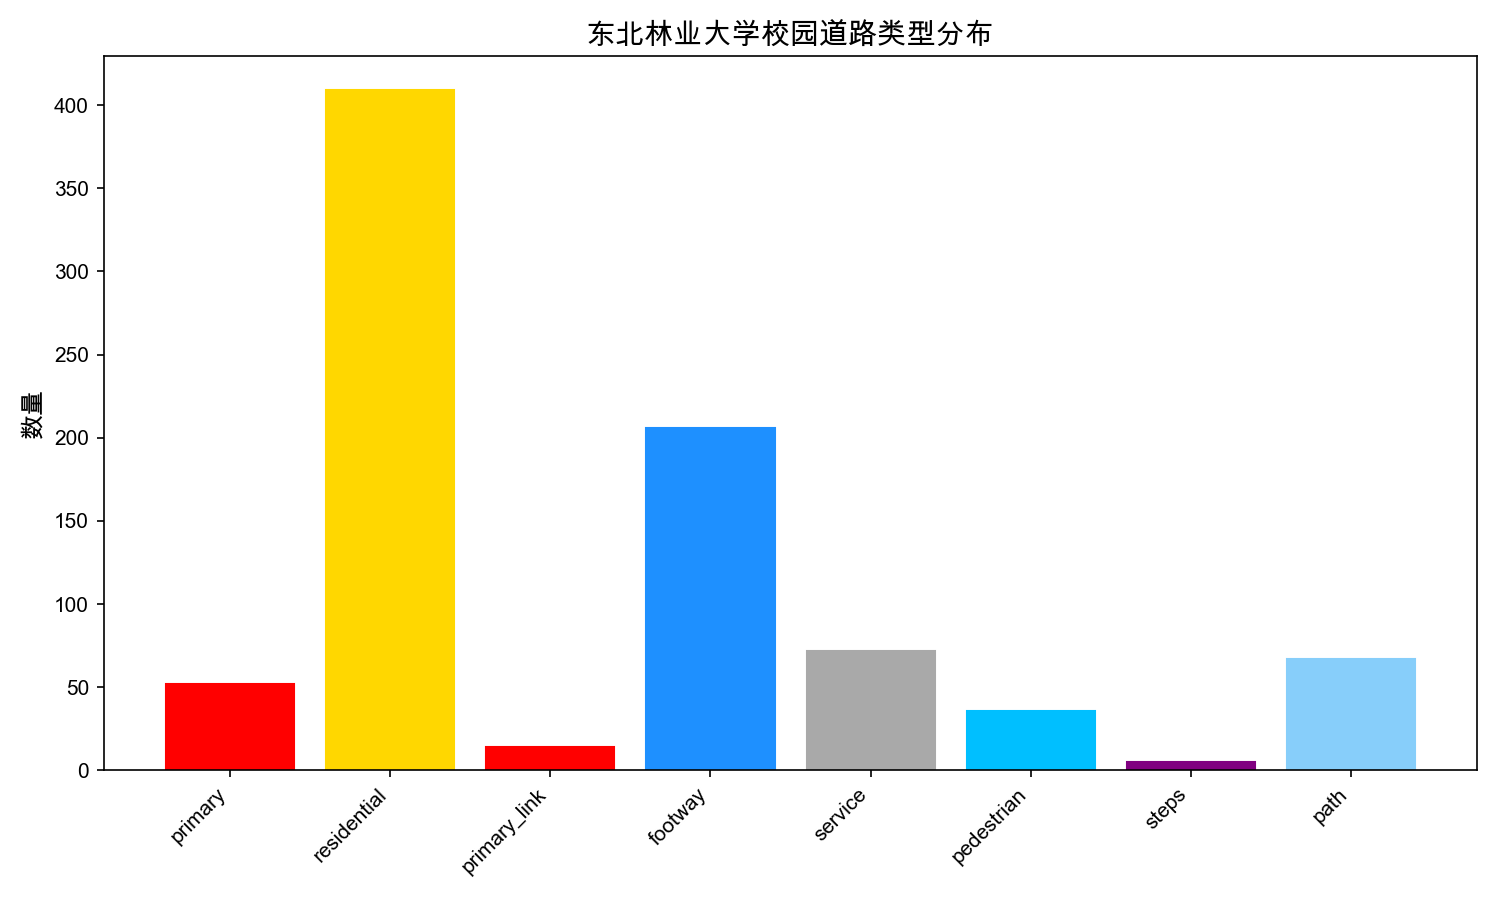 东北林业大学校园道路类型分布
数量
400
350
300
250
200
150
100
50
0
primary
residential
primary_link
footway
service
pedestrian
steps
path